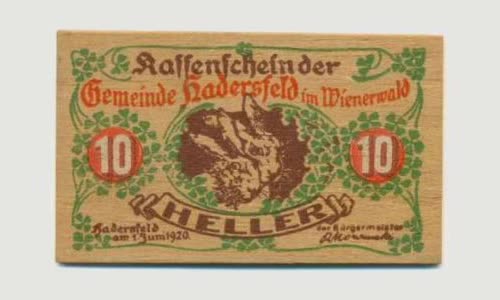 Kassenschein der
Gemeinde Hadersfeld im Wienerwald
10 10
HELLER
Hadersfeld
am 1. Juni 1920.
der Bürgermeister